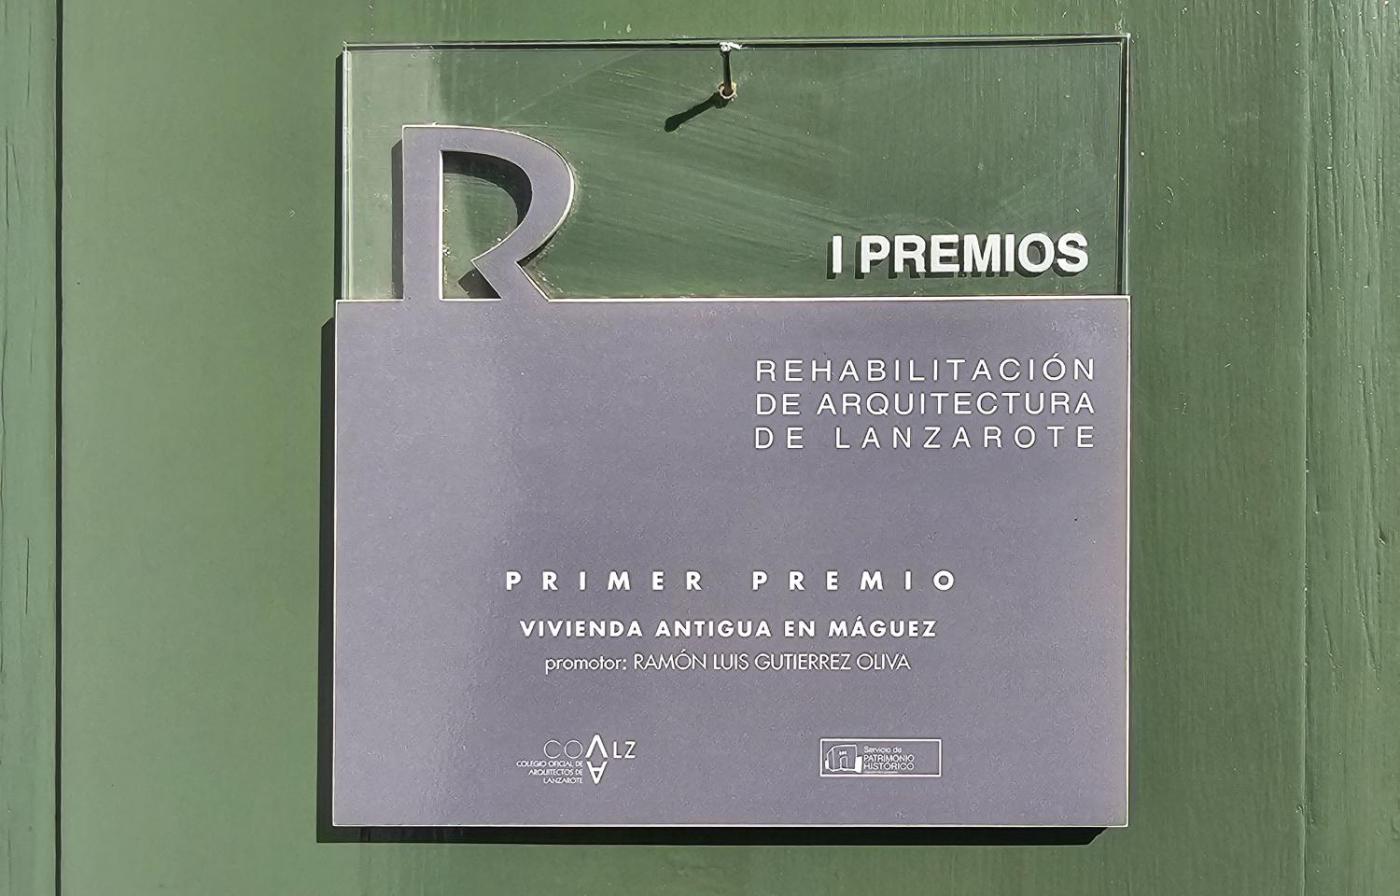 R
I PREMIOS
REHABILITACIÓN
DE ARQUITECTURA
DE LANZAROTE
PRIMER PREMIO
VIVIENDA ANTIGUA EN MÁGUEZ
promotor: RAMÓN LUIS GUTIERREZ OLIVA
COALZ
COLEGIO OFICIAL DE
ARQUITECTOS DE
LANZAROTE
Servicio de
PATRIMONIO
HISTÓRICO